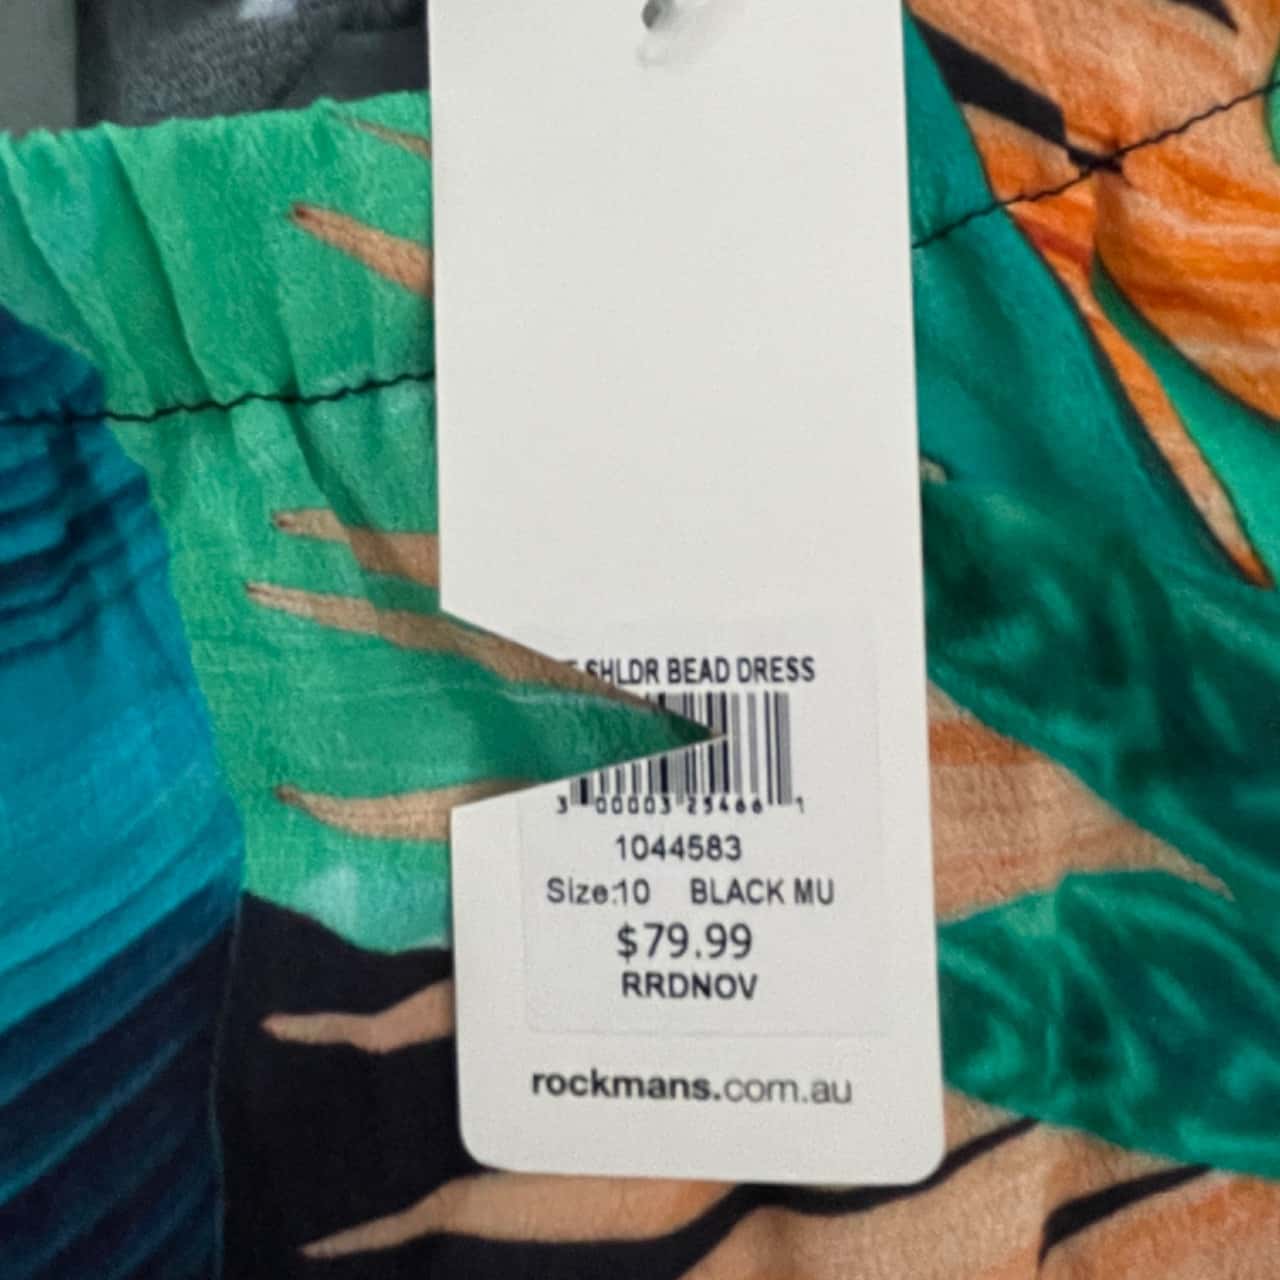 SHLDR BEAD DRESS
3 00003 25466 1
1044583
Size:10 BLACK MU
$79.99
RRDNOV
rockmans.com.au